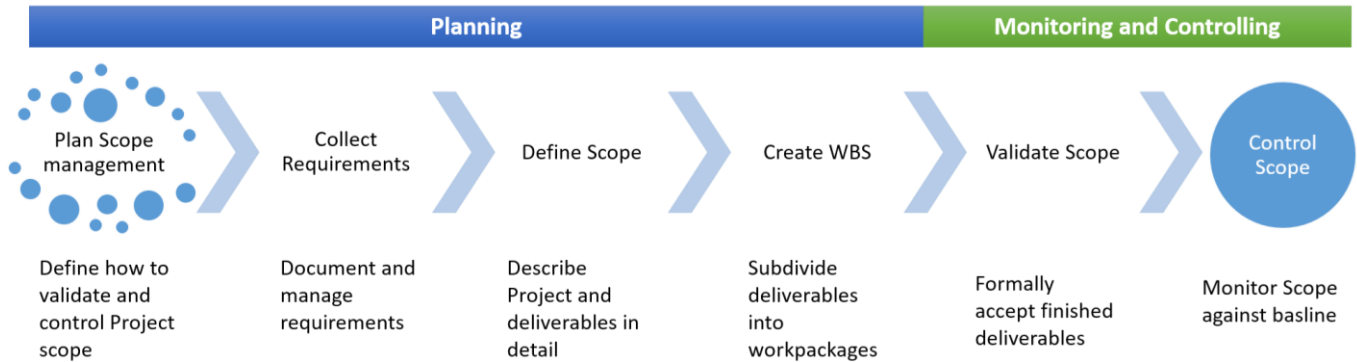 Planning
Monitoring and Controlling
Plan Scope
management
Collect
Requirements
Define Scope
Create WBS
Validate Scope
Control
Scope
Define how to
validate and
control Project
scope
Document and
manage
requirements
Describe
Project and
deliverables in
detail
Subdivide
deliverables
into
workpackages
Formally
accept finished
deliverables
Monitor Scope
against basline